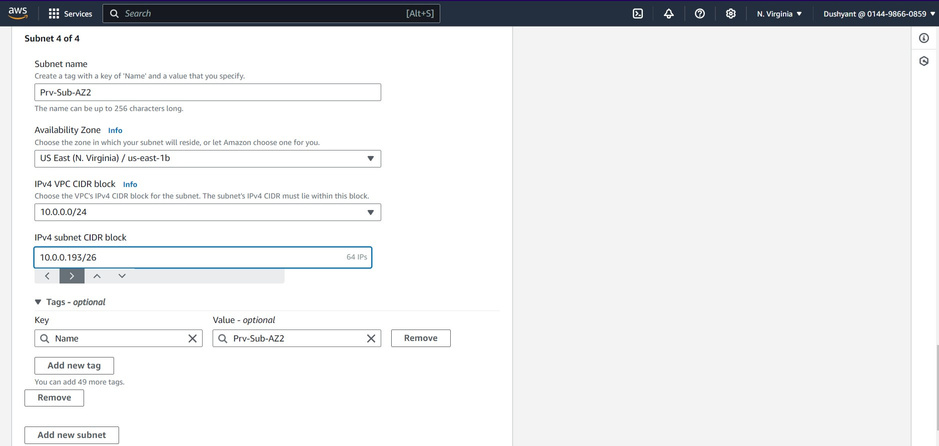 aws
Services
Search
[Alt+S]
N. Virginia
Dushyant @ 0144-9866-0859
Subnet 4 of 4
Subnet name
Create a tag with a key of 'Name' and a value that you specify.
Prv-Sub-AZ2
The name can be up to 256 characters long.
Availability Zone Info
Choose the zone in which your subnet will reside, or let Amazon choose one for you.
US East (N. Virginia) / us-east-1b
IPv4 VPC CIDR block Info
Choose the VPC's IPv4 CIDR block for the subnet. The subnet's IPv4 CIDR must lie within this block.
10.0.0.0/24
IPv4 subnet CIDR block
10.0.0.193/26
64 IPs
Tags - optional
Key
Value - optional
Name
Prv-Sub-AZ2
Remove
Add new tag
You can add 49 more tags.
Remove
Add new subnet